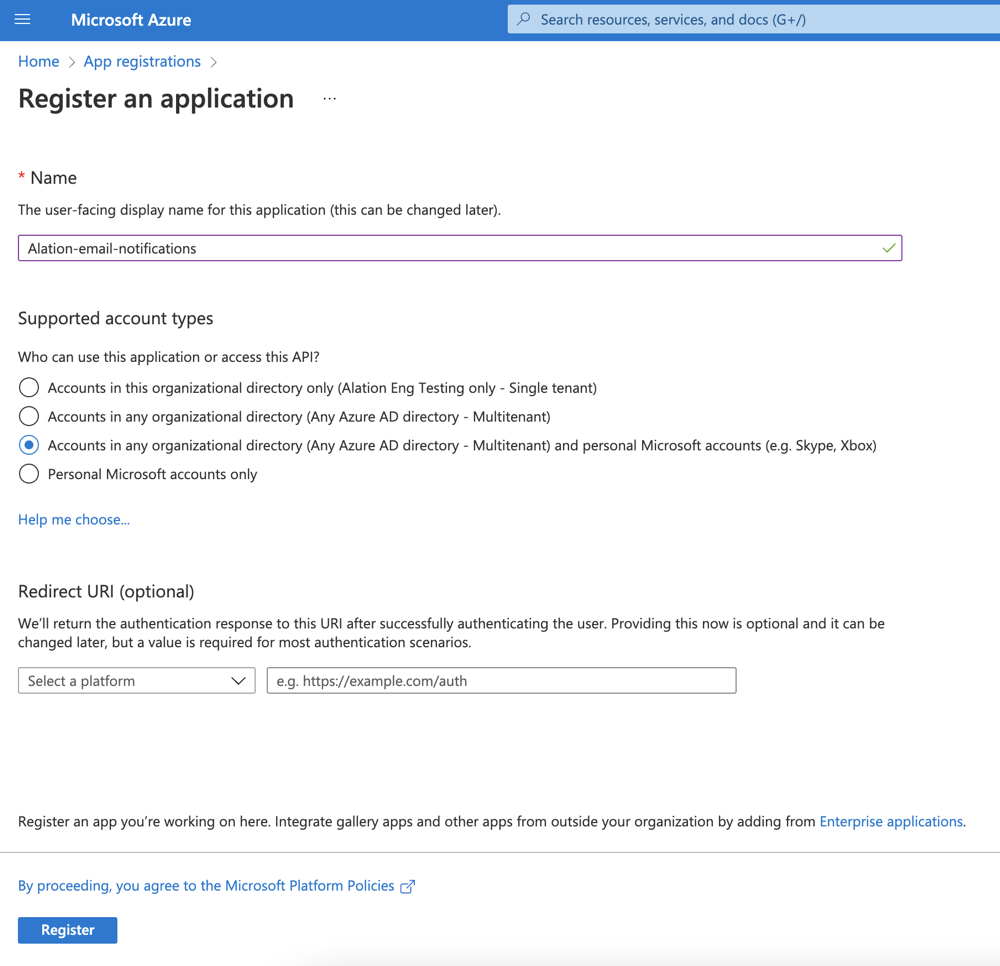 Microsoft Azure
Search resources, services, and docs (G+/)
Home > App registrations >
Register an application ...
* Name
The user-facing display name for this application (this can be changed later).
Alation-email-notifications
Supported account types
Who can use this application or access this API?
Accounts in this organizational directory only (Alation Eng Testing only - Single tenant)
Accounts in any organizational directory (Any Azure AD directory - Multitenant)
Accounts in any organizational directory (Any Azure AD directory - Multitenant) and personal Microsoft accounts (e.g. Skype, Xbox)
Personal Microsoft accounts only
Help me choose...
Redirect URI (optional)
We’ll return the authentication response to this URI after successfully authenticating the user. Providing this now is optional and it can be
changed later, but a value is required for most authentication scenarios.
Select a platform
e.g. https://example.com/auth
Register an app you’re working on here. Integrate gallery apps and other apps from outside your organization by adding from Enterprise applications.
By proceeding, you agree to the Microsoft Platform Policies
Register